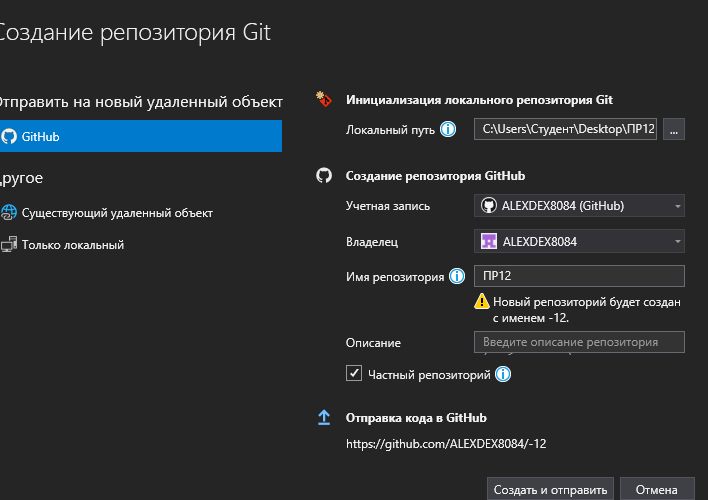 Создание репозитория Git
Отправить на новый удаленный объект
GitHub
Другое
Существующий удаленный объект
Только локальный
Инициализация локального репозитория Git
Локальный путь
C:\Users\Студент\Desktop\ПР12
...
Создание репозитория GitHub
Учетная запись
ALEXDEX8084 (GitHub)
Владелец
ALEXDEX8084
Имя репозитория
ПР12
Новый репозиторий будет создан
с именем -12.
Описание
Введите описание репозитория
Частный репозиторий
Отправка кода в GitHub
https://github.com/ALEXDEX8084/-12
Создать и отправить
Отмена